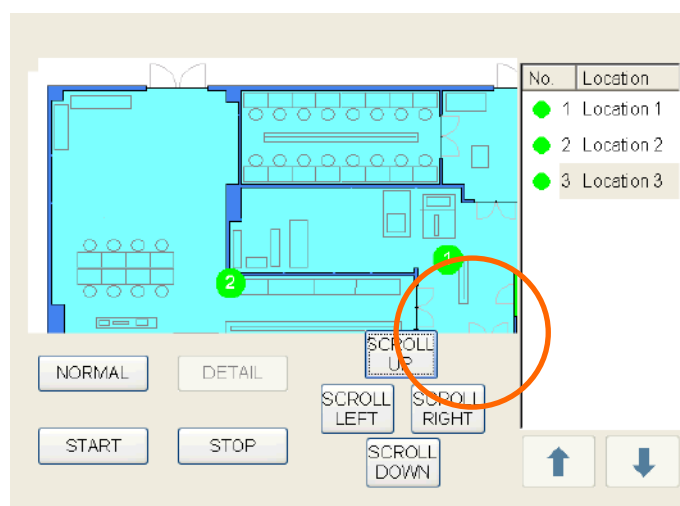 No. Location
1 Location 1
2 Location 2
3 Location 3
1
2
SCROLL
UP
NORMAL DETAIL
SCROLL
LEFT
SCROLL
RIGHT
START STOP
SCROLL
DOWN